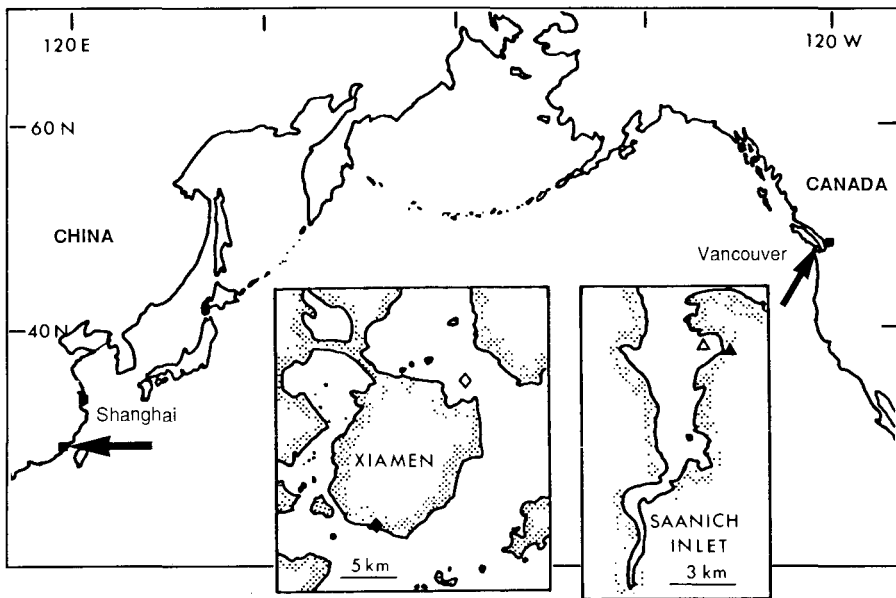 120 E
120 W
60 N
CANADA
CHINA
Vancouver
40 N
Shanghai
XIAMEN
5 km
SAANICH
INLET
3 km